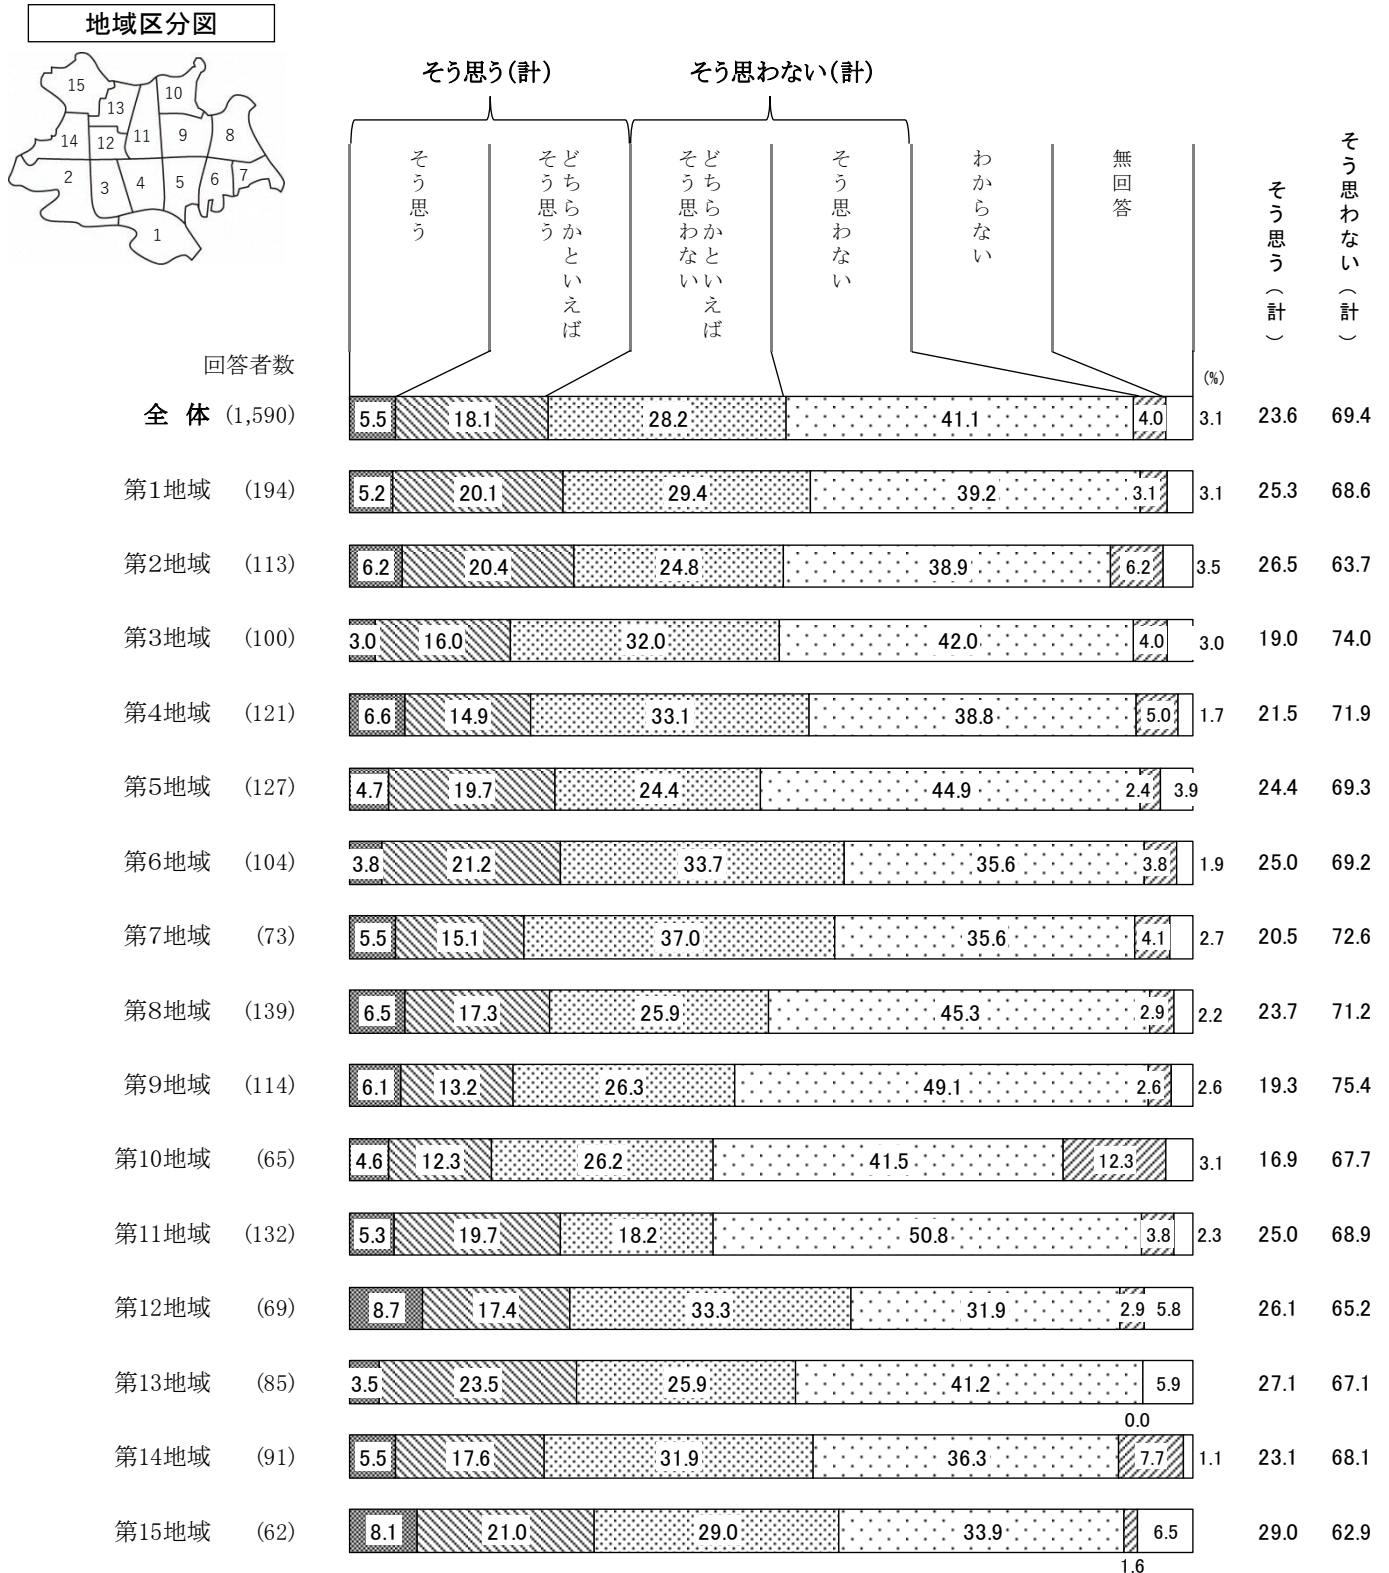 地域区分図
15
13
10
14
12
11
9
8
2
3
4
5
6
7
1
そう思う(計)
そう思わない(計)
そう思う
どちらかといえば
そう思う
どちらかといえば
そう思わない
そう思わない
わからない
無回答
そう思う(計)
そう思わない(計)
回答者数
(%)
全 体 (1,590) 5.5 18.1 28.2 41.1 4.0 3.1 23.6 69.4
第1地域 (194) 5.2 20.1 29.4 39.2 3.1 3.1 25.3 68.6
第2地域 (113) 6.2 20.4 24.8 38.9 6.2 3.5 26.5 63.7
第3地域 (100) 3.0 16.0 32.0 42.0 4.0 3.0 19.0 74.0
第4地域 (121) 6.6 14.9 33.1 38.8 5.0 1.7 21.5 71.9
第5地域 (127) 4.7 19.7 24.4 44.9 2.4 3.9 24.4 69.3
第6地域 (104) 3.8 21.2 33.7 35.6 3.8 1.9 25.0 69.2
第7地域 (73) 5.5 15.1 37.0 35.6 4.1 2.7 20.5 72.6
第8地域 (139) 6.5 17.3 25.9 45.3 2.9 2.2 23.7 71.2
第9地域 (114) 6.1 13.2 26.3 49.1 2.6 2.6 19.3 75.4
第10地域 (65) 4.6 12.3 26.2 41.5 12.3 3.1 16.9 67.7
第11地域 (132) 5.3 19.7 18.2 50.8 3.8 2.3 25.0 68.9
第12地域 (69) 8.7 17.4 33.3 31.9 2.9 5.8 26.1 65.2
第13地域 (85) 3.5 23.5 25.9 41.2 5.9 27.1 67.1
0.0
第14地域 (91) 5.5 17.6 31.9 36.3 7.7 1.1 23.1 68.1
第15地域 (62) 8.1 21.0 29.0 33.9 6.5 29.0 62.9
1.6